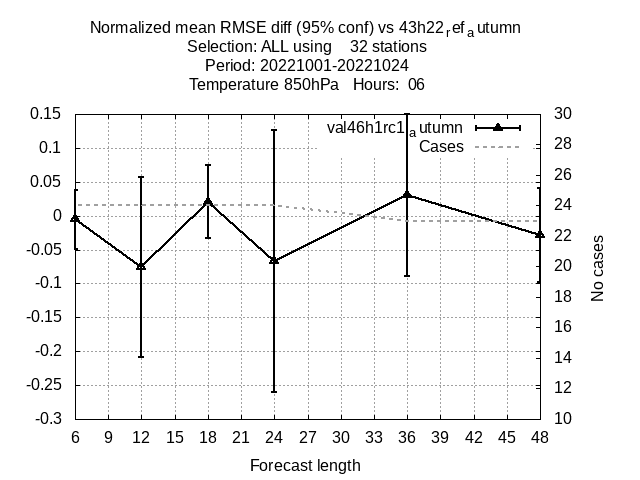 Normalized mean RMSE diff (95% conf) vs 43h22refautumn
Selection: ALL using 32 stations
Period: 20221001-20221024
Temperature 850hPa Hours: 06
val46h1rc1autumn
Cases
0.15
0.1
0.05
0
-0.05
-0.1
-0.15
-0.2
-0.25
-0.3
30
28
26
24
22
20
18
16
14
12
10
No cases
6 9 12 15 18 21 24 27 30 33 36 39 42 45 48
Forecast length